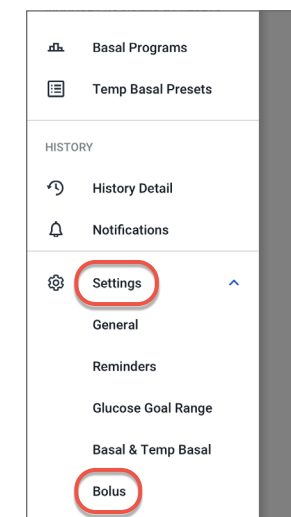 Basal Programs
Temp Basal Presets
HISTORY
History Detail
Notifications
Settings
General
Reminders
Glucose Goal Range
Basal & Temp Basal
Bolus